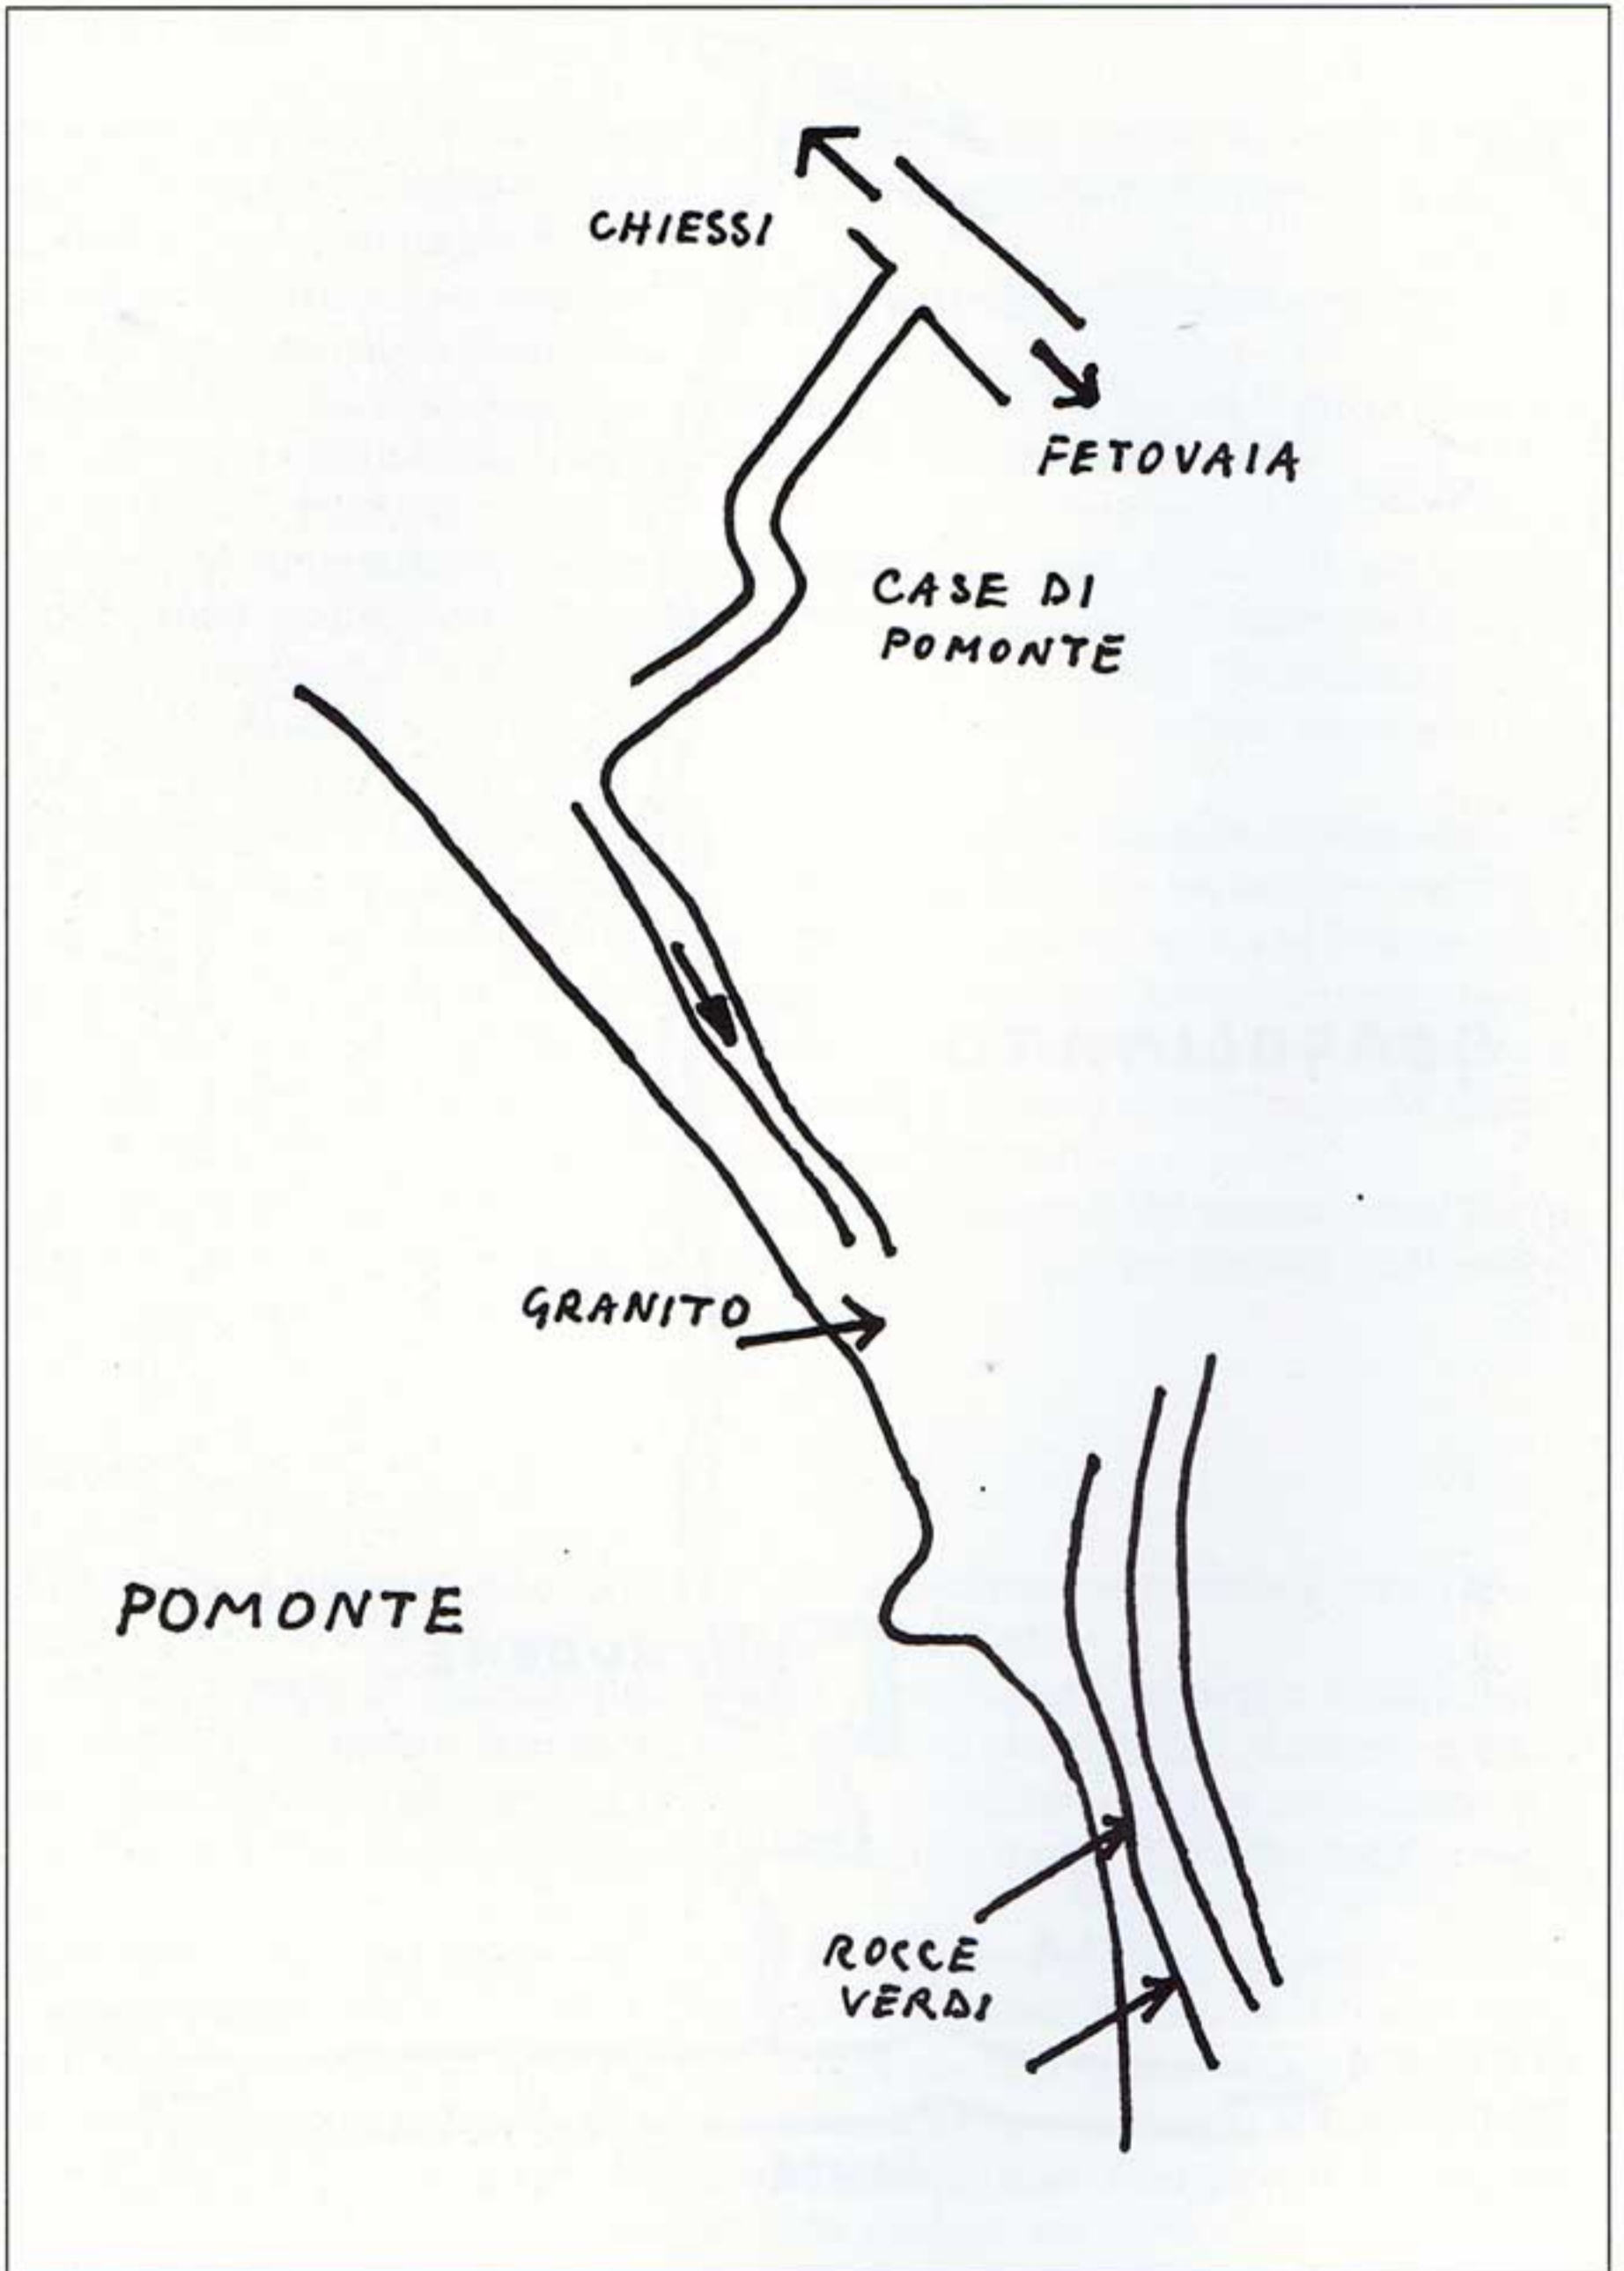 CHIESSI
FETOVAIA
CASE DI
POMONTE
GRANITO
POMONTE
ROCCE
VERDI